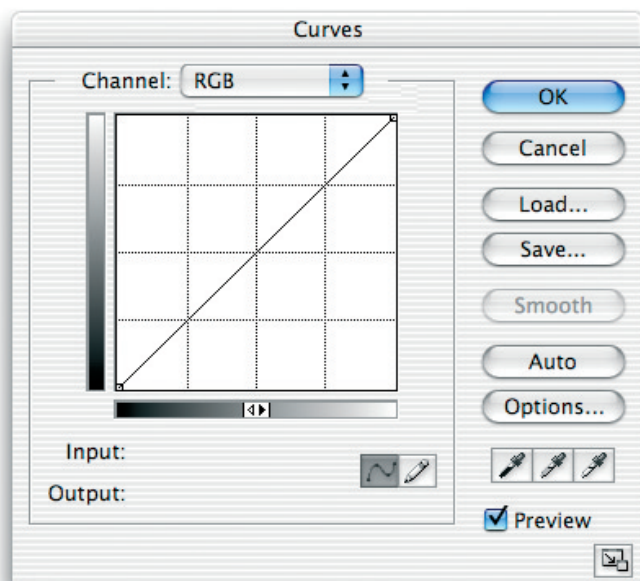 Curves
Channel: RGB
OK
Cancel
Load...
Save...
Smooth
Auto
Options...
Input:
Output:
Preview